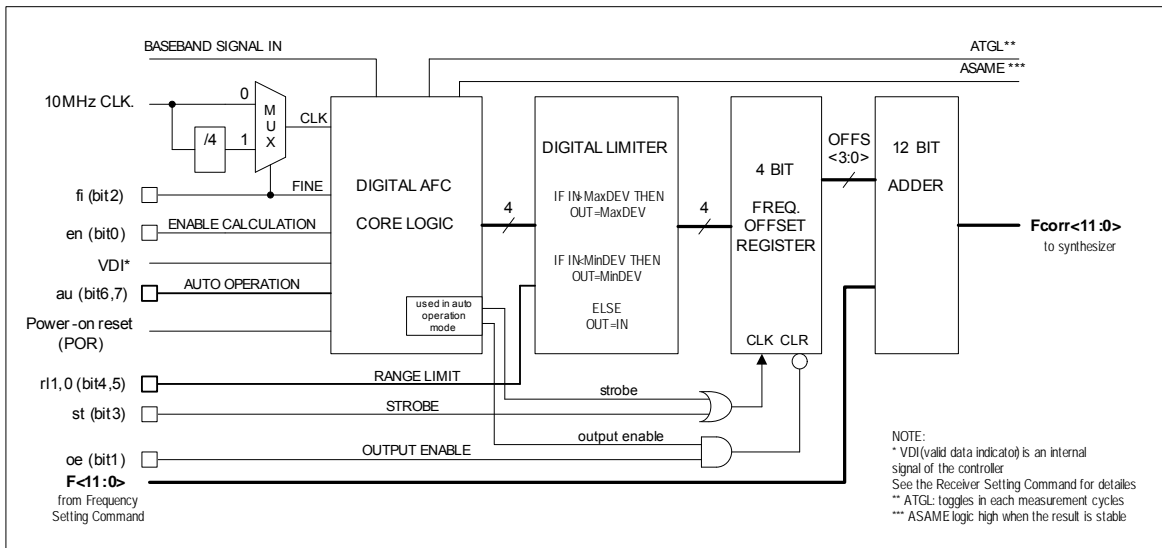 BASEBAND SIGNAL IN
ATGL**
ASAME ***
10MHz CLK.
0
M
U
X
CLK
/4
1
fi (bit2)
FINE
en (bit0)
ENABLE CALCULATION
VDI*
au (bit6,7)
AUTO OPERATION
Power-on reset
(POR)
DIGITAL AFC
CORE LOGIC
used in auto
operation
mode
4
DIGITAL LIMITER
IF IN>MaxDEV THEN
OUT=MaxDEV
IF IN<MinDEV THEN
OUT=MinDEV
ELSE
OUT=IN
4
4 BIT
FREQ.
OFFSET
REGISTER
CLK CLR
OFFS
<3:0>
12 BIT
ADDER
Fcorr<11:0>
to synthesizer
rl1,0 (bit4,5)
RANGE LIMIT
strobe
st (bit3)
STROBE
output enable
oe (bit1)
OUTPUT ENABLE
F<11:0>
from Frequency
Setting Command
NOTE:
* VDI(valid data indicator) is an internal
signal of the controller
See the Receiver Setting Command for detailes
** ATGL: toggles in each measurement cycles
*** ASAME logic high when the result is stable